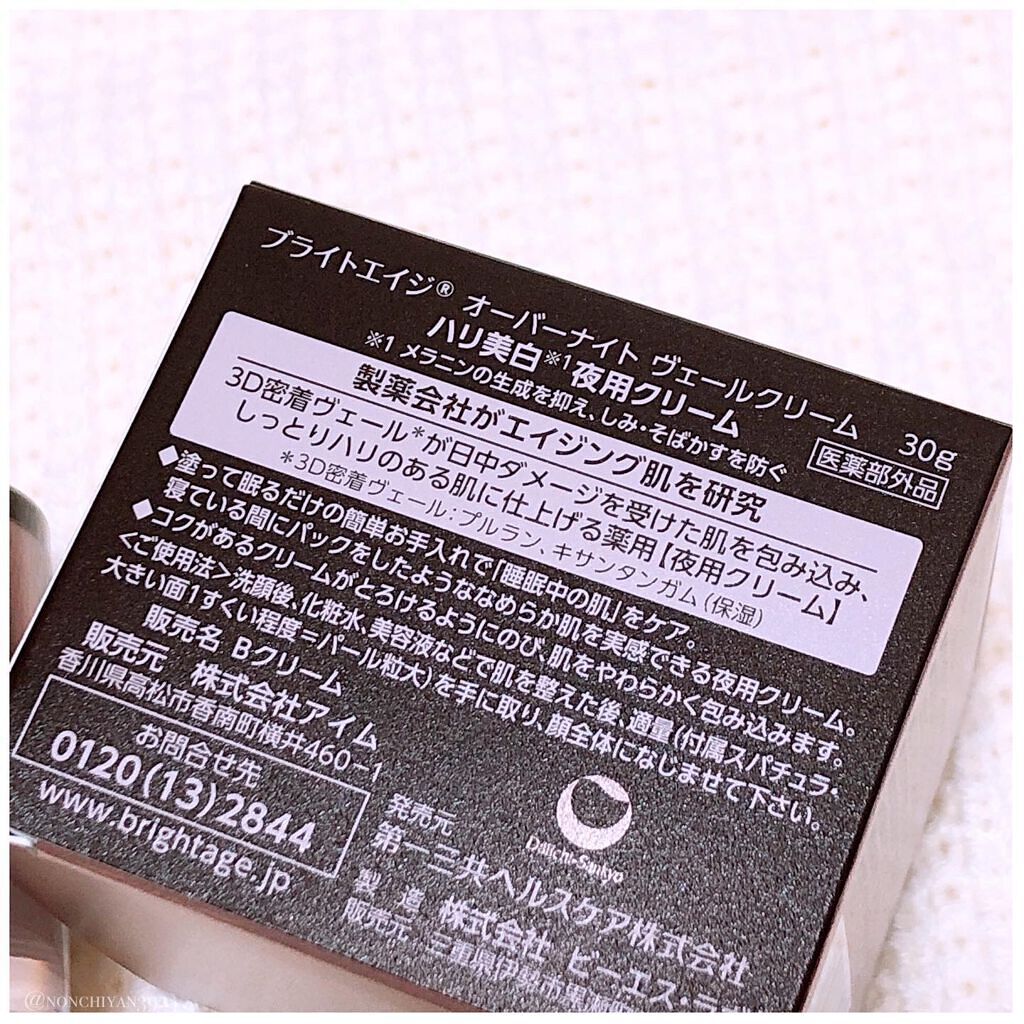 ブライトエイジ® オーバーナイト ヴェールクリーム 30g
ハリ美白※1夜用クリーム 医薬部外品
※1 メラニンの生成を抑え、しみ・そばかすを防ぐ
製薬会社がエイジング肌を研究
3D密着ヴェール*が日中ダメージを受けた肌を包み込み、
しっとりハリのある肌に仕上げる薬用【夜用クリーム】
*3D密着ヴェール:プルラン、キサンタンガム(保湿)
◆塗って眠るだけの簡単お手入れで「睡眠中の肌」をケア。
寝ている間にパックをしたようななめらか肌を実感できる夜用クリーム。
◆コクがあるクリームがとろけるようにのび、肌をやわらかく包み込みます。
<ご使用法>洗顔後、化粧水、美容液などで肌を整えた後、適量(付属スパチュラ・
大きい面1すくい程度=パール粒大)を手に取り、顔全体になじませて下さい。
販売名 Bクリーム
販売元 株式会社アイム
香川県高松市香南町横井460-1
お問合せ先
0120(13)2844
www.brightage.jp
Daiichi-Sankyo
発売元
第一三共ヘルスケア株式会社
製造
販売元 株式会社 ビーエス・ラボ
三重県伊勢市
@NONCHIYAN